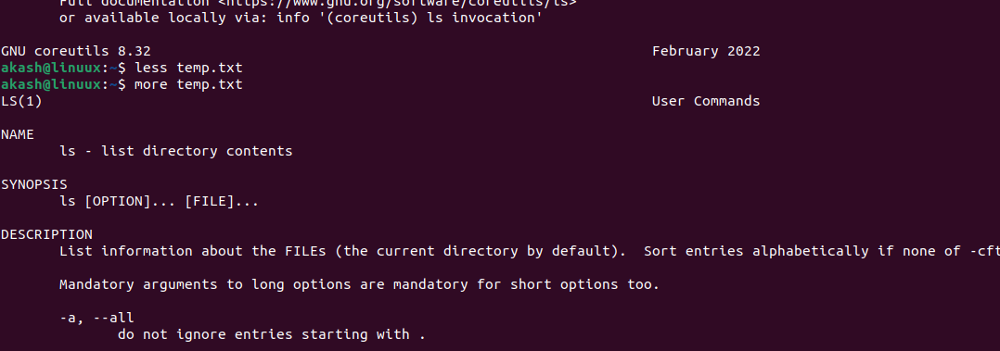 Full documentation <https://www.gnu.org/software/coreutils/ls>
or available locally via: info '(coreutils) ls invocation'
GNU coreutils 8.32 February 2022
akash@linuux:~$ less temp.txt
akash@linuux:~$ more temp.txt
LS(1) User Commands
NAME
ls - list directory contents
SYNOPSIS
ls [OPTION]... [FILE]...
DESCRIPTION
List information about the FILEs (the current directory by default).  Sort entries alphabetically if none of -cft
Mandatory arguments to long options are mandatory for short options too.
-a, --all
do not ignore entries starting with .